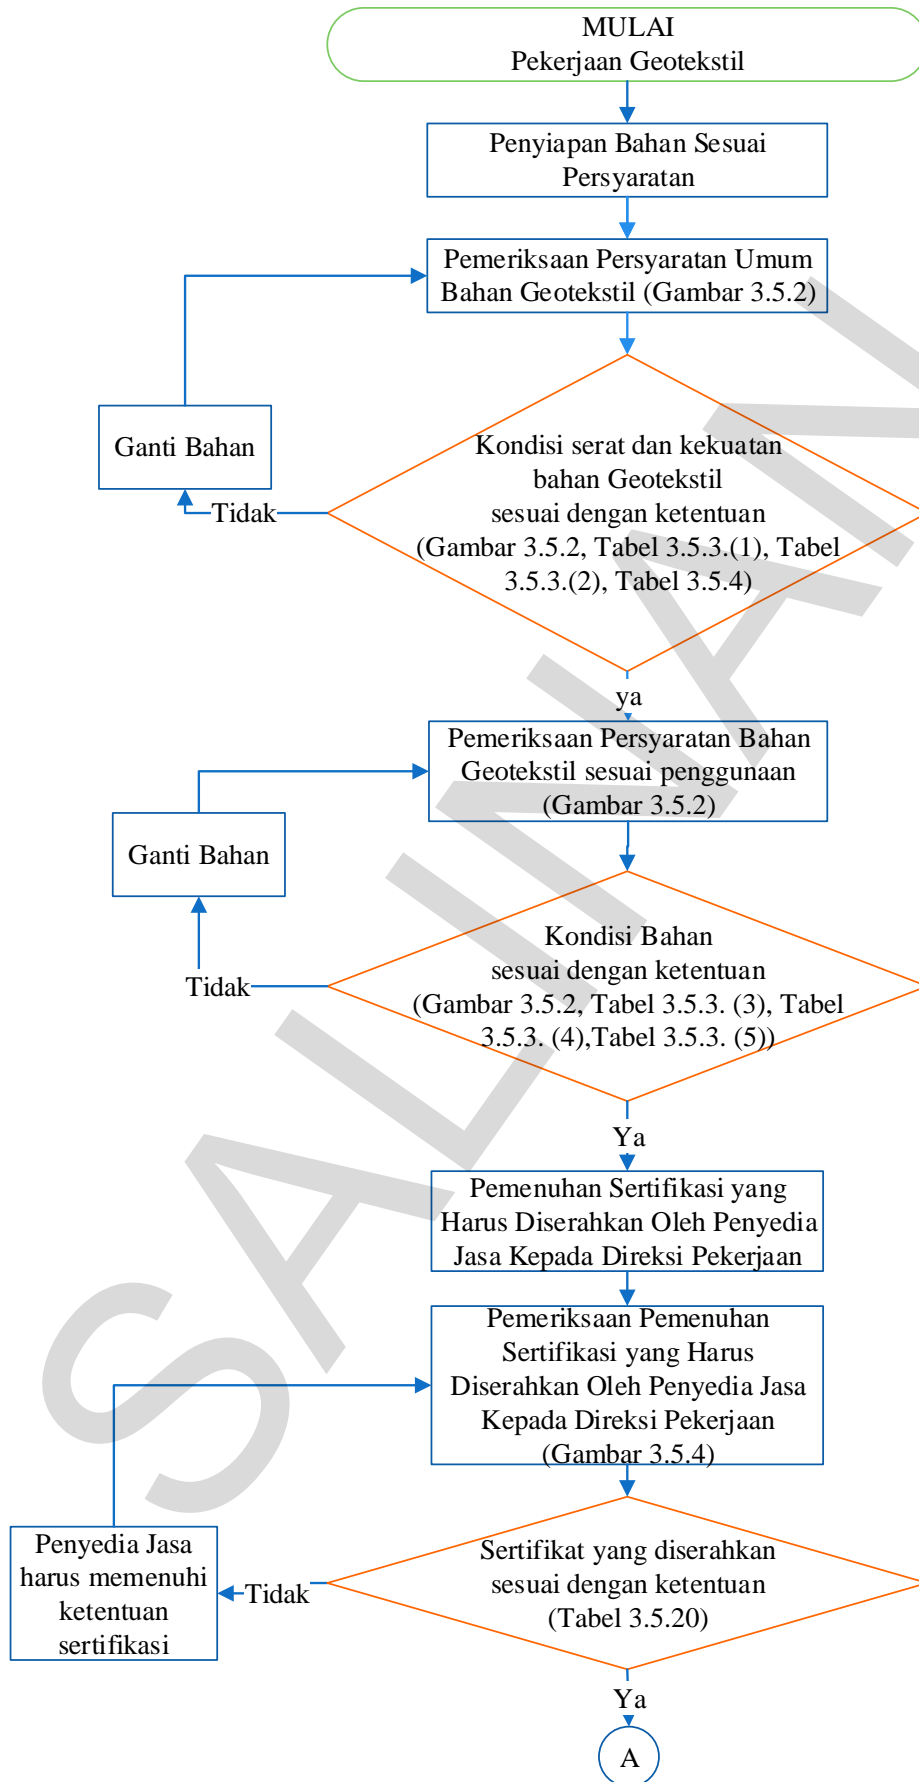 MULAI
Pekerjaan Geotekstil
Penyiapan Bahan Sesuai
Persyaratan
Pemeriksaan Persyaratan Umum
Bahan Geotekstil (Gambar 3.5.2)
Ganti Bahan
Kondisi serat dan kekuatan
bahan Geotekstil
sesuai dengan ketentuan
(Gambar 3.5.2, Tabel 3.5.3.(1), Tabel
3.5.3.(2), Tabel 3.5.4)
Tidak
ya
Pemeriksaan Persyaratan Bahan
Geotekstil sesuai penggunaan
(Gambar 3.5.2)
Ganti Bahan
Kondisi Bahan
sesuai dengan ketentuan
(Gambar 3.5.2, Tabel 3.5.3. (3), Tabel
3.5.3. (4),Tabel 3.5.3. (5))
Tidak
Ya
Pemenuhan Sertifikasi yang
Harus Diserahkan Oleh Penyedia
Jasa Kepada Direksi Pekerjaan
Pemeriksaan Pemenuhan
Sertifikasi yang Harus
Diserahkan Oleh Penyedia Jasa
Kepada Direksi Pekerjaan
(Gambar 3.5.4)
Penyedia Jasa
harus memenuhi
ketentuan
sertifikasi
Tidak
Sertifikat yang diserahkan
sesuai dengan ketentuan
(Tabel 3.5.20)
Ya
A
SALINAN